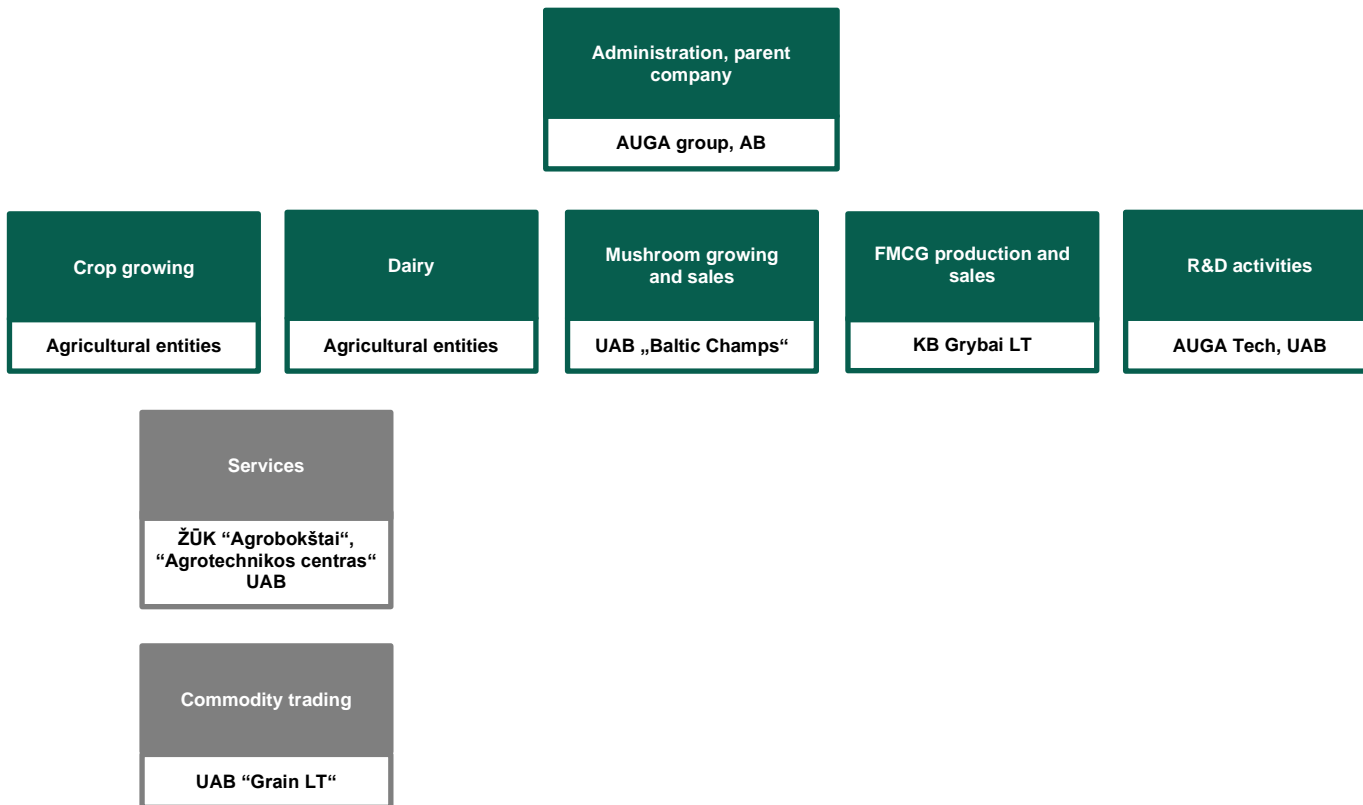 Administration, parent
company
AUGA group, AB
Crop growing
Agricultural entities
Dairy
Agricultural entities
Mushroom growing
and sales
UAB „Baltic Champs“
FMCG production and
sales
KB Grybai LT
R&D activities
AUGA Tech, UAB
Services
ŽŪK “Agrobokštai“,
“Agrotechnikos centras“
UAB
Commodity trading
UAB “Grain LT“